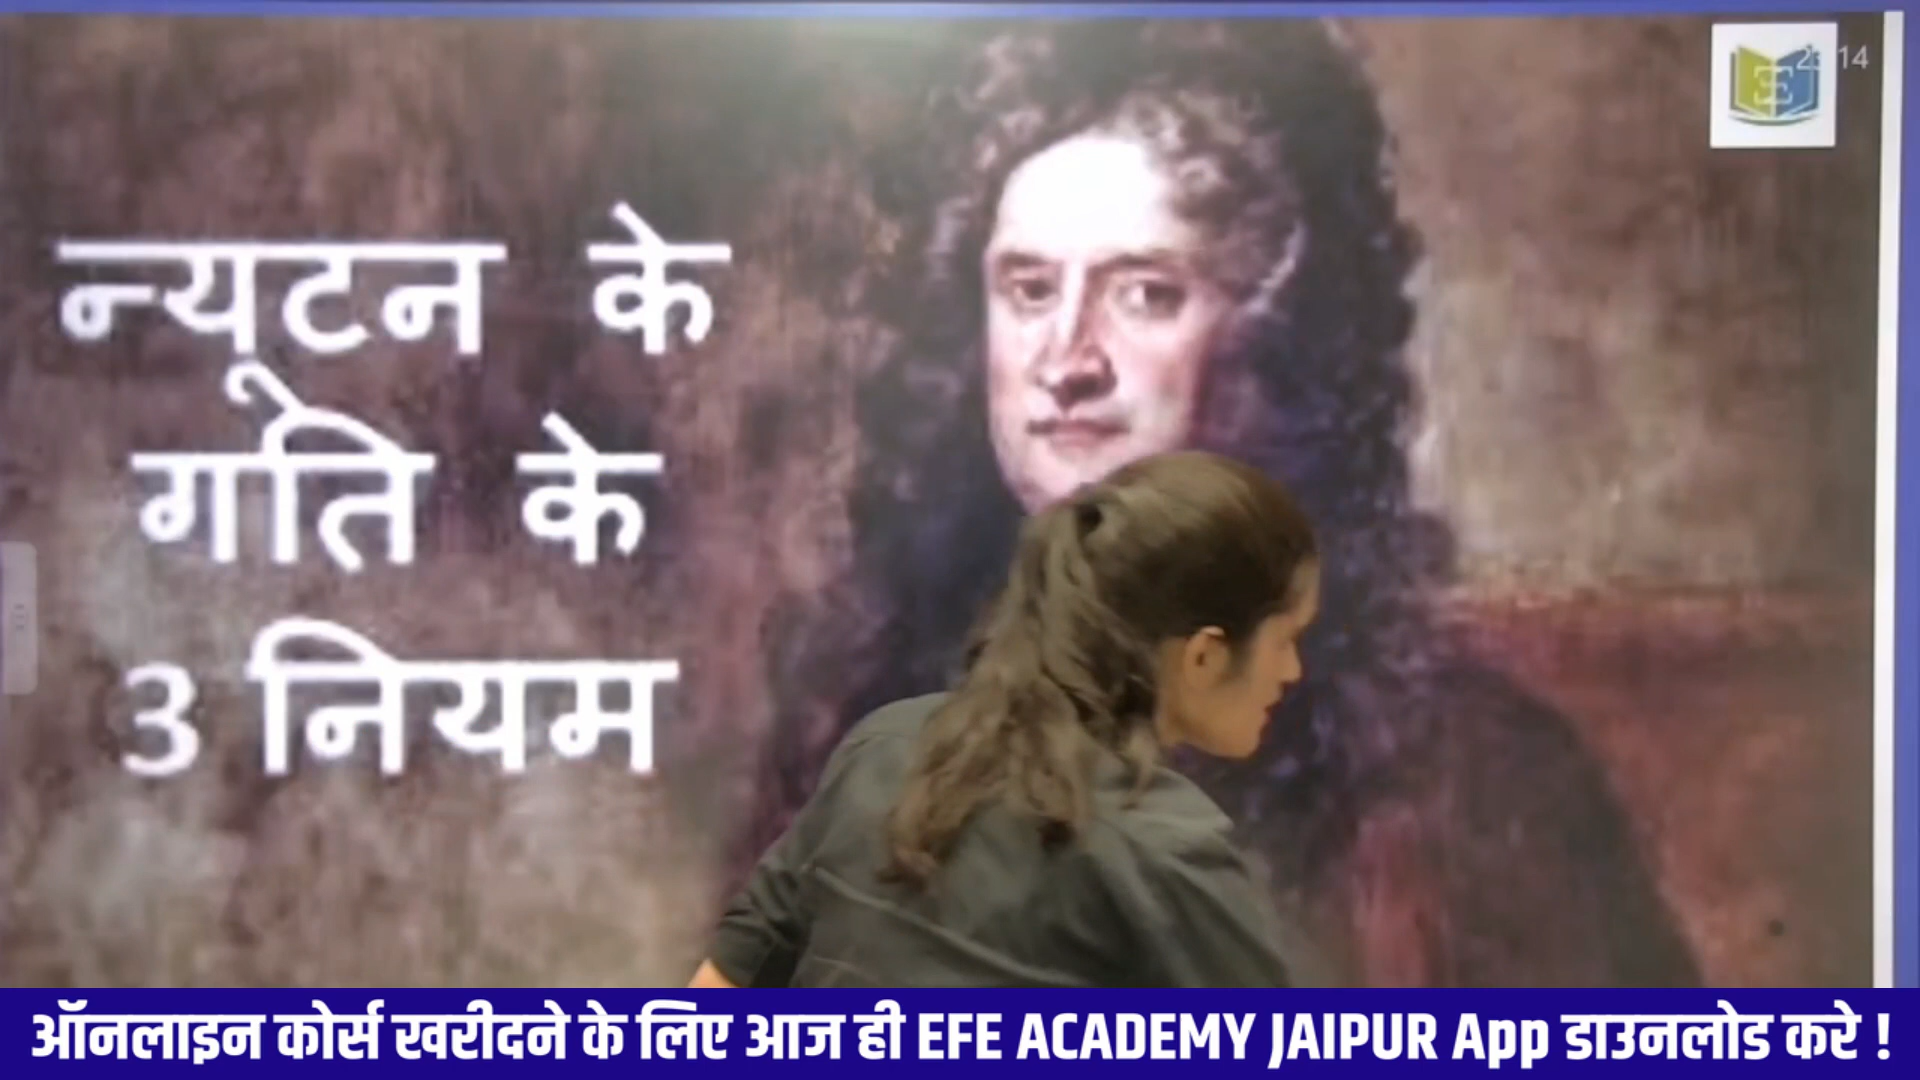 न्यूटन के
गति के
3 नियम
ऑनलाइन कोर्स खरीदने के लिए आज ही EFE ACADEMY JAIPUR App डाउनलोड करे !